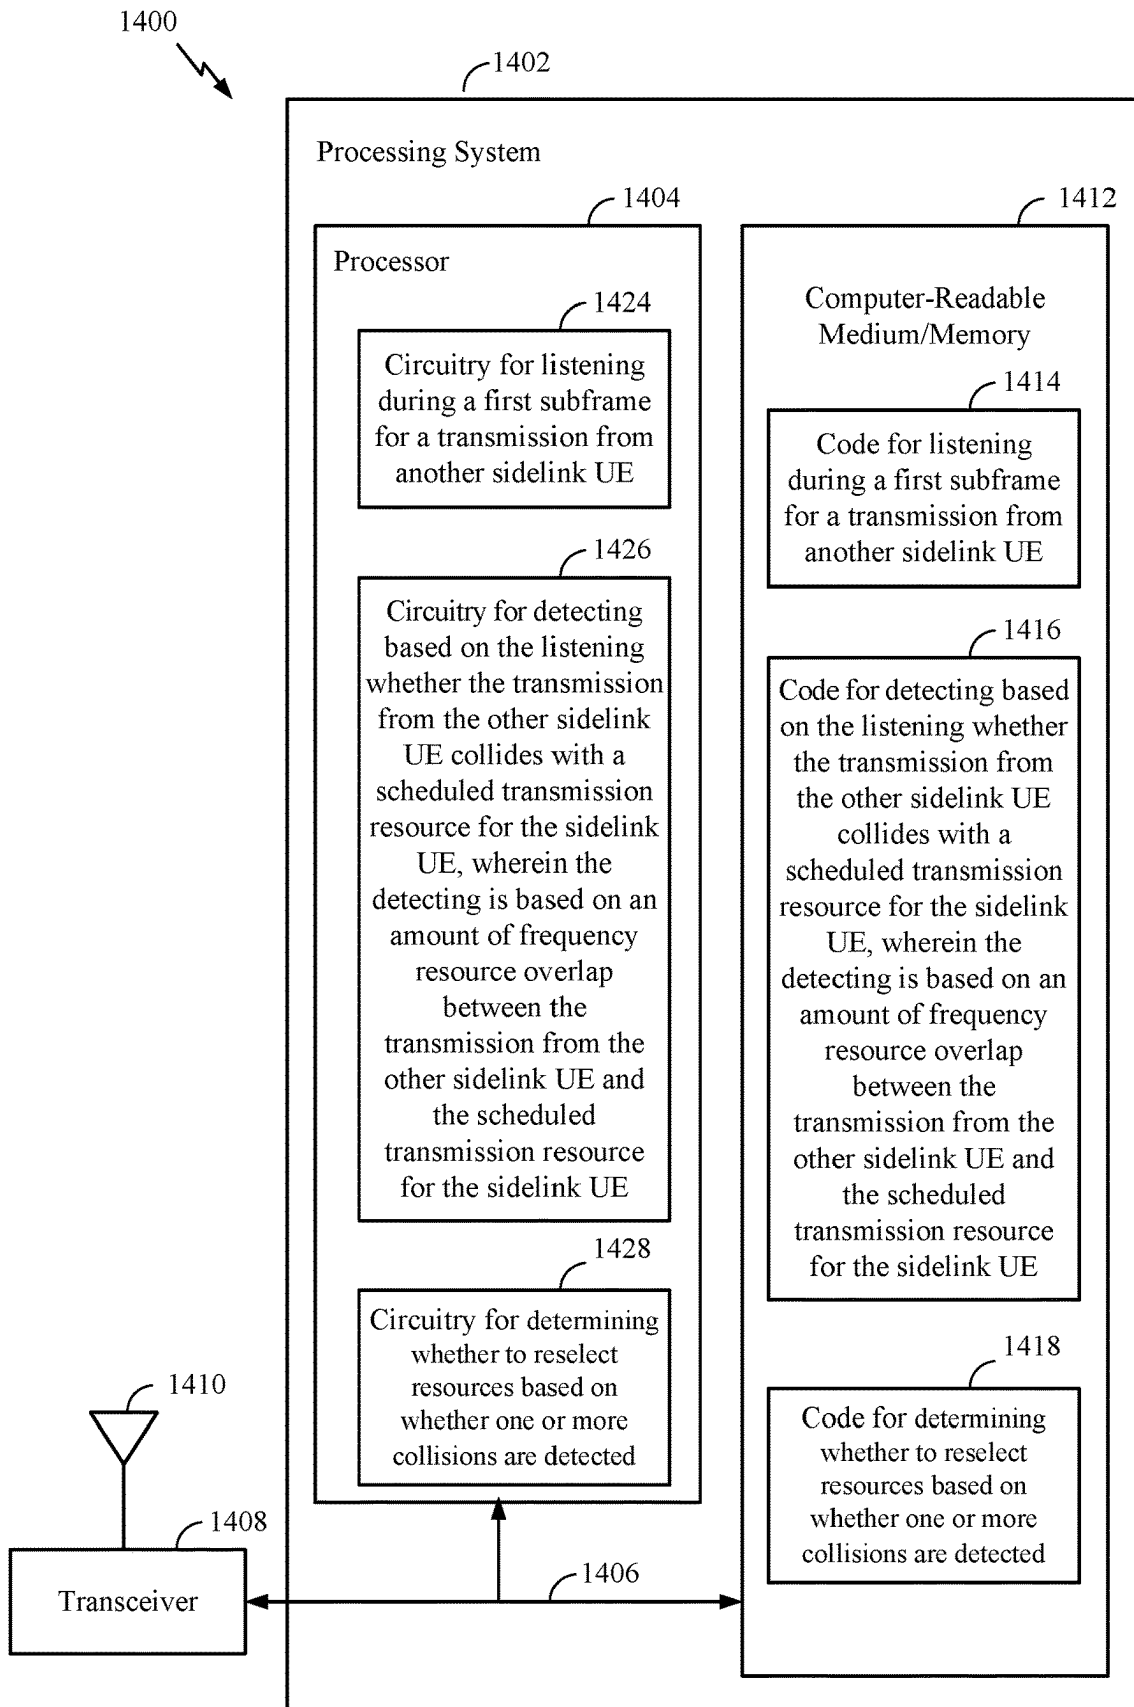 1400
1402
Processing System
1404
Processor
1424
Circuitry for listening
during a first subframe
for a transmission from
another sidelink UE
1426
Circuitry for detecting
based on the listening
whether the transmission
from the other sidelink
UE collides with a
scheduled transmission
resource for the sidelink
UE, wherein the
detecting is based on an
amount of frequency
resource overlap
between the
transmission from the
other sidelink UE and
the scheduled
transmission resource
for the sidelink UE
1428
Circuitry for determining
whether to reselect
resources based on
whether one or more
collisions are detected
1412
Computer-Readable
Medium/Memory
1414
Code for listening
during a first subframe
for a transmission from
another sidelink UE
1416
Code for detecting based
on the listening whether
the transmission from
the other sidelink UE
collides with a
scheduled transmission
resource for the sidelink
UE, wherein the
detecting is based on an
amount of frequency
resource overlap
between the
transmission from the
other sidelink UE and
the scheduled
transmission resource
for the sidelink UE
1418
Code for determining
whether to reselect
resources based on
whether one or more
collisions are detected
1410
1408
Transceiver
1406